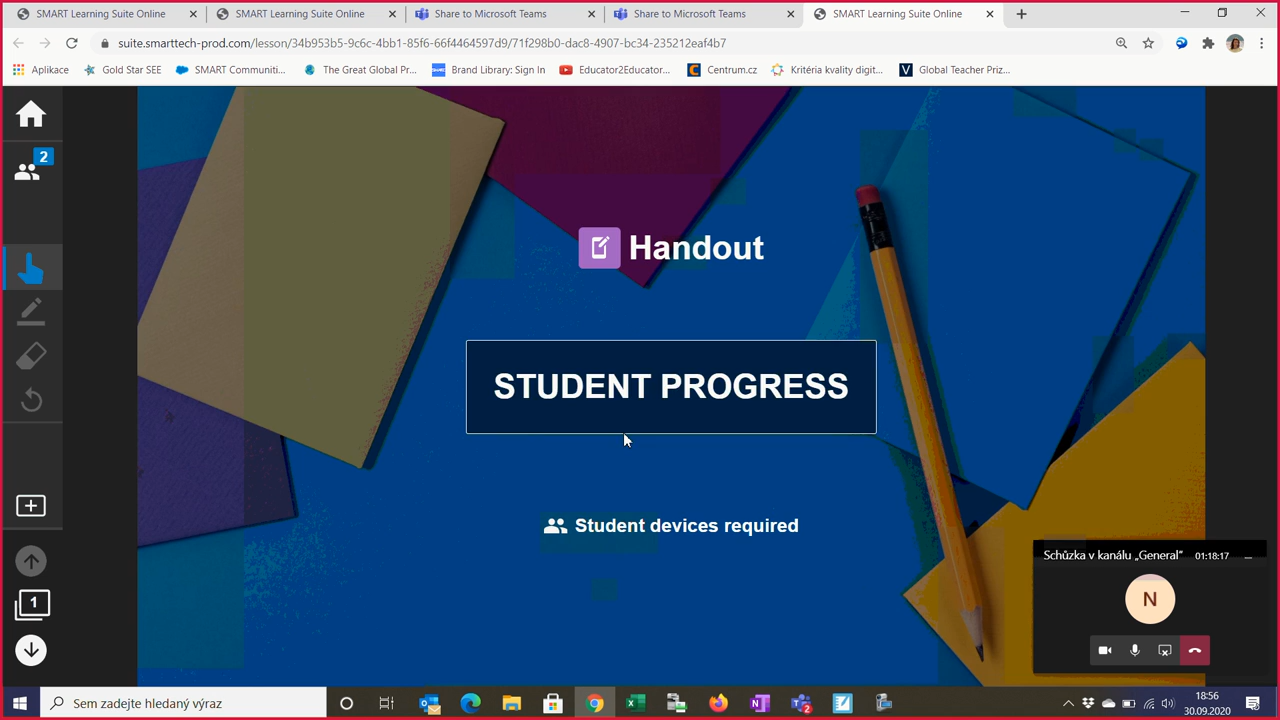 SMART Learning Suite Online
SMART Learning Suite Online
Share to Microsoft Teams
Share to Microsoft Teams
SMART Learning Suite Online
suite.smarttech-prod.com/lesson/34b953b5-9c6c-4bb1-85f6-66f4464597d9/71f298b0-dac8-4907-bc34-235212eaf4b7
Aplikace
Gold Star SEE
SMART Communiti...
The Great Global Pr...
Brand Library: Sign In
Educator2Educator...
Centrum.cz
Kritéria kvality digit...
Global Teacher Priz...
2
Handout
STUDENT PROGRESS
Student devices required
1
Schůzka v kanálu „General“ 01:18:17
N
Sem zadejte hledaný výraz
2
18:56
30.09.2020